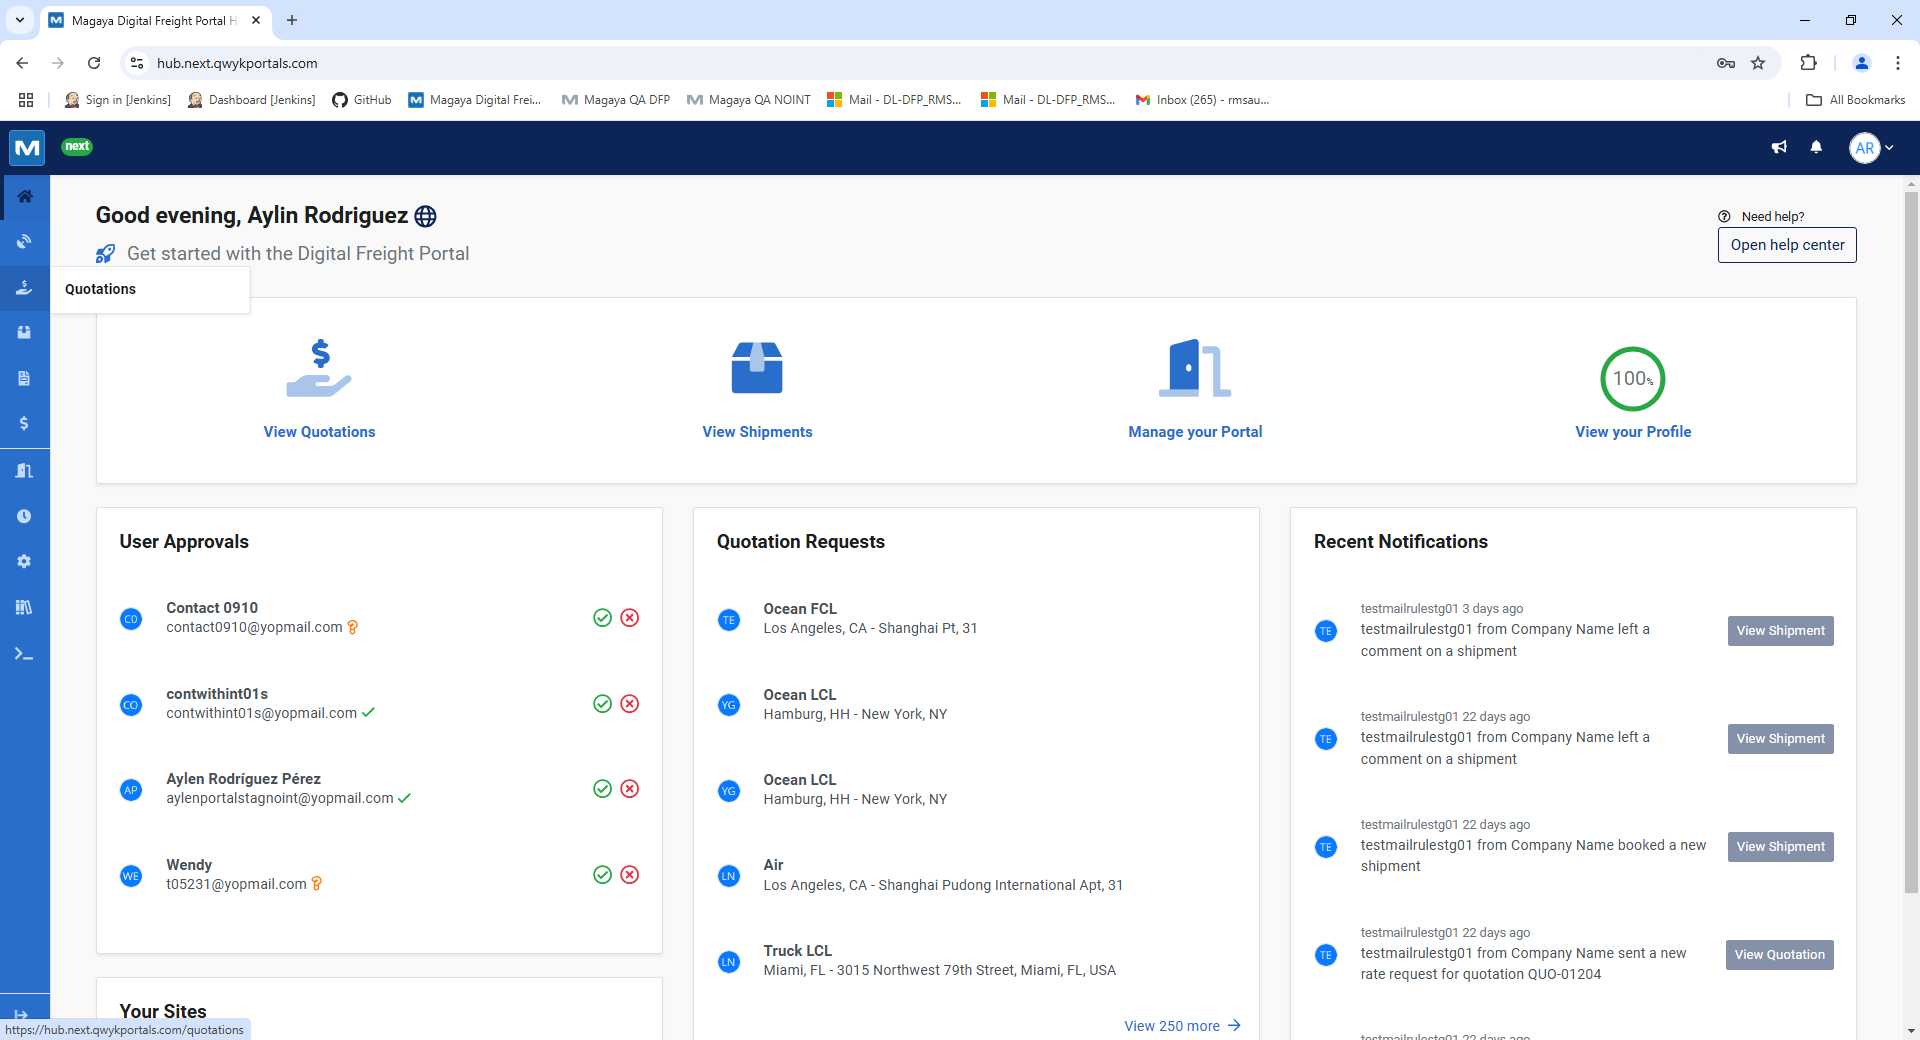 Magaya Digital Freight Portal H
hub.next.qwykportals.com
Sign in [Jenkins]
Dashboard [Jenkins]
GitHub
Magaya Digital Frei...
Magaya QA DFP
Magaya QA NOINT
Mail - DL-DFP_RMS...
Mail - DL-DFP_RMS...
Inbox (265) - rmsau...
All Bookmarks
M
next
AR
Good evening, Aylin Rodriguez
Get started with the Digital Freight Portal
Need help?
Open help center
Quotations
View Quotations
View Shipments
Manage your Portal
100%
View your Profile
User Approvals
C0
Contact 0910
contact0910@yopmail.com
CO
contwithint01s
contwithint01s@yopmail.com
AP
Aylen Rodríguez Pérez
aylenportalstagnoint@yopmail.com
WE
Wendy
t05231@yopmail.com
Your Sites
Quotation Requests
TE
Ocean FCL
Los Angeles, CA - Shanghai Pt, 31
YG
Ocean LCL
Hamburg, HH - New York, NY
YG
Ocean LCL
Hamburg, HH - New York, NY
LN
Air
Los Angeles, CA - Shanghai Pudong International Apt, 31
LN
Truck LCL
Miami, FL - 3015 Northwest 79th Street, Miami, FL, USA
View 250 more
Recent Notifications
TE
testmailrulestg01 3 days ago
testmailrulestg01 from Company Name left a
comment on a shipment
View Shipment
TE
testmailrulestg01 22 days ago
testmailrulestg01 from Company Name left a
comment on a shipment
View Shipment
TE
testmailrulestg01 22 days ago
testmailrulestg01 from Company Name booked a new
shipment
View Shipment
TE
testmailrulestg01 22 days ago
testmailrulestg01 from Company Name sent a new
rate request for quotation QUO-01204
View Quotation
testmailrulestg01 22 days ago
https://hub.next.qwykportals.com/quotations